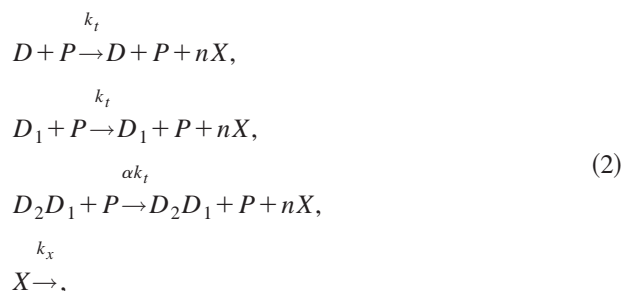 k_t
D + P → D + P + nX,
k_t
D_1 + P → D_1 + P + nX,
(2)
αk_t
D_2D_1 + P → D_2D_1 + P + nX,
k_x
X →,